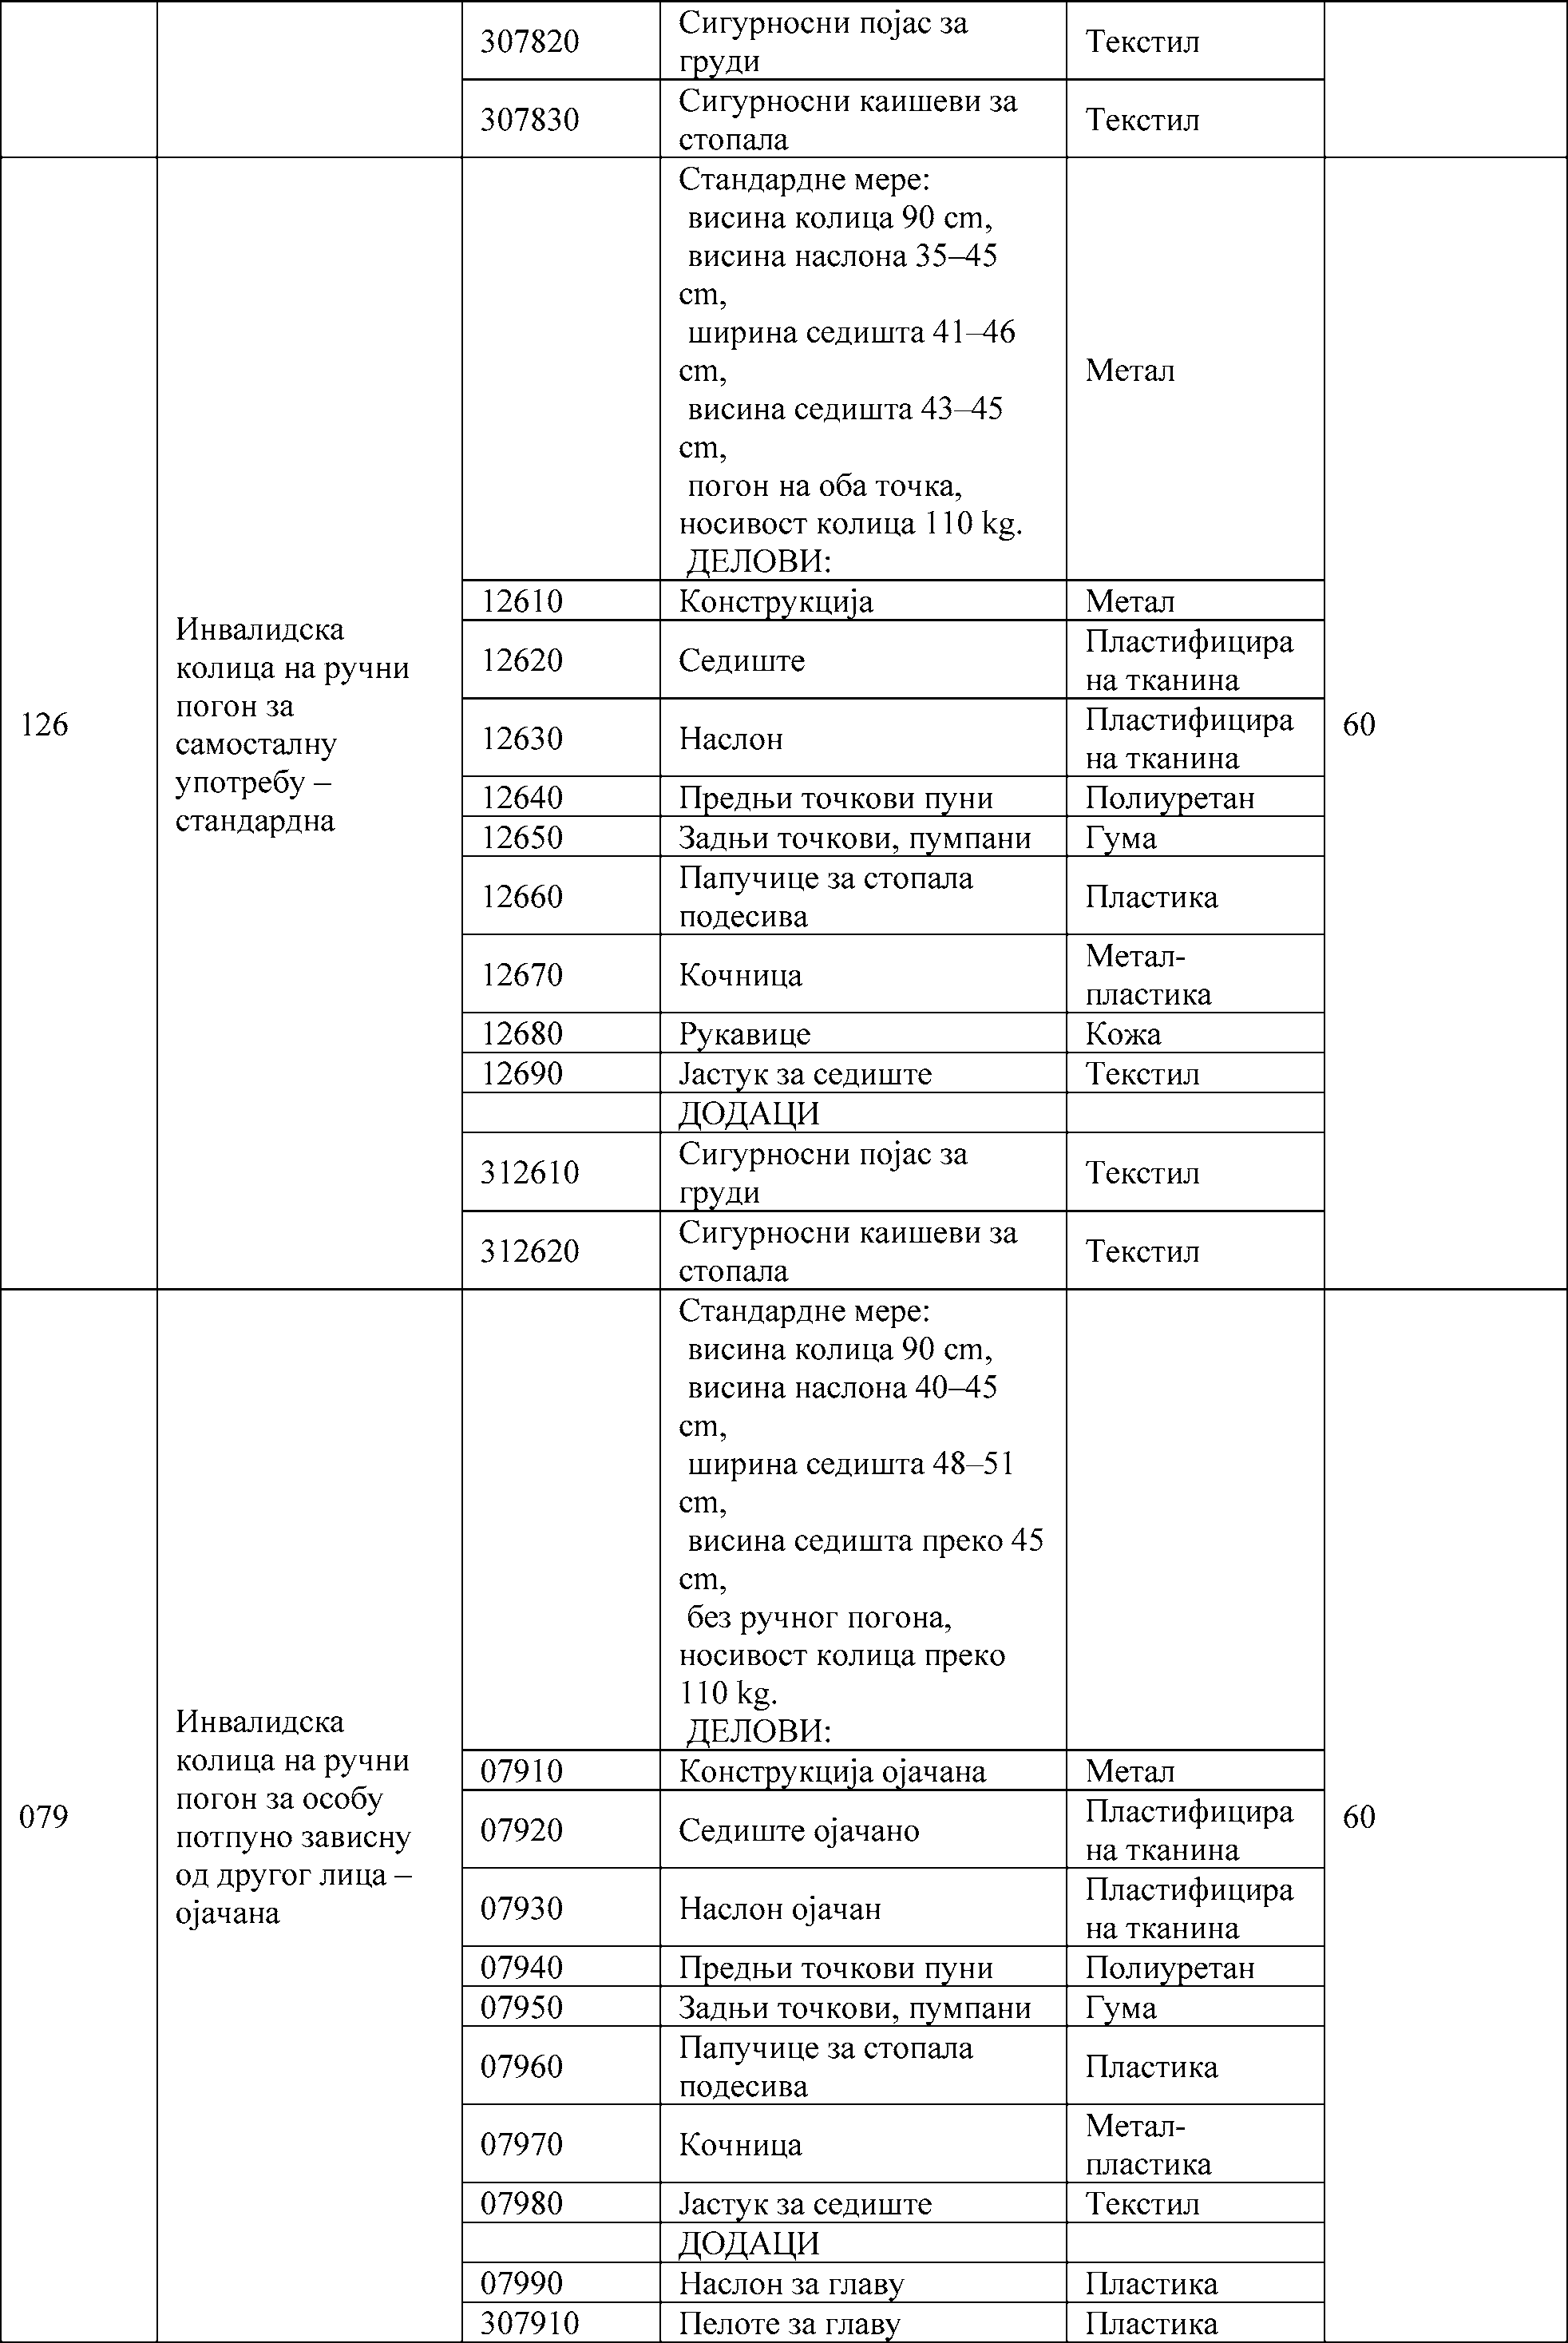 307820
Сигурносни појас за
груди
Текстил
307830
Сигурносни каишеви за
стопала
Текстил
126
Инвалидска
колица на ручни
погон за
самосталну
употребу –
стандардна
Стандардне мере:
висина колица 90 cm,
висина наслона 35–45
cm,
ширина седишта 41–46
cm,
висина седишта 43–45
cm,
погон на оба точка,
носивост колица 110 kg.
ДЕЛОВИ:
Метал
60
12610
Конструкција
Метал
12620
Седиште
Пластифицира
на тканина
12630
Наслон
Пластифицира
на тканина
12640
Предњи точкови пуни
Полиуретан
12650
Задњи точкови, пумпани
Гума
12660
Папучице за стопала
подесива
Пластика
12670
Кочница
Метал-
пластика
12680
Рукавице
Кожа
12690
Јастук за седиште
Текстил
ДОДАЦИ
312610
Сигурносни појас за
груди
Текстил
312620
Сигурносни каишеви за
стопала
Текстил
079
Инвалидска
колица на ручни
погон за особу
потпуно зависну
од другог лица –
ојачана
Стандардне мере:
висина колица 90 cm,
висина наслона 40–45
cm,
ширина седишта 48–51
cm,
висина седишта преко 45
cm,
без ручног погона,
носивост колица преко
110 kg.
ДЕЛОВИ:
60
07910
Конструкција ојачана
Метал
07920
Седиште ојачано
Пластифицира
на тканина
07930
Наслон ојачан
Пластифицира
на тканина
07940
Предњи точкови пуни
Полиуретан
07950
Задњи точкови, пумпани
Гума
07960
Папучице за стопала
подесива
Пластика
07970
Кочница
Метал-
пластика
07980
Јастук за седиште
Текстил
ДОДАЦИ
07990
Наслон за главу
Пластика
307910
Пелоте за главу
Пластика